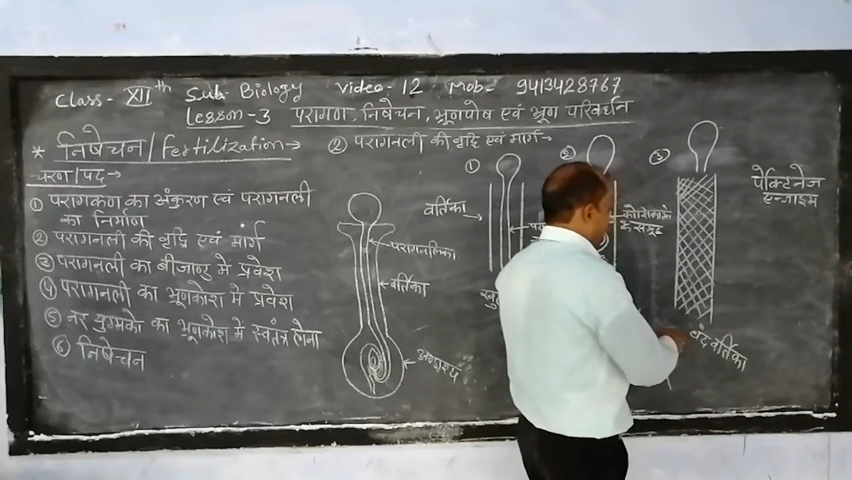 Class - XII th Sub:- Biology Video - 12 Mob- 9413428767
Lesson - 3 परागण, निषेचन, भ्रूणपोष एवं भ्रूण परिवर्धन
* निषेचन / fertilization →
चरण/पद →
① परागकण का अंकुरण एवं परागनली
का निर्माण
② परागनली की वृद्धि एवं मार्ग
③ परागनली का बीजाण्ड में प्रवेश
④ परागनली का भ्रूणकोश में प्रवेश
⑤ नर युग्मको का भ्रूणकोश मे स्वतंत्र होना
⑥ निषेचन
② परागनली की वृद्धि एवं मार्ग →
परागनलिका
वर्तिका
अण्डाशय
①
वर्तिका
②
कोशिकाओं
के समूह
③
बंद वर्तिका
पेक्टिनेज
एन्जाइम